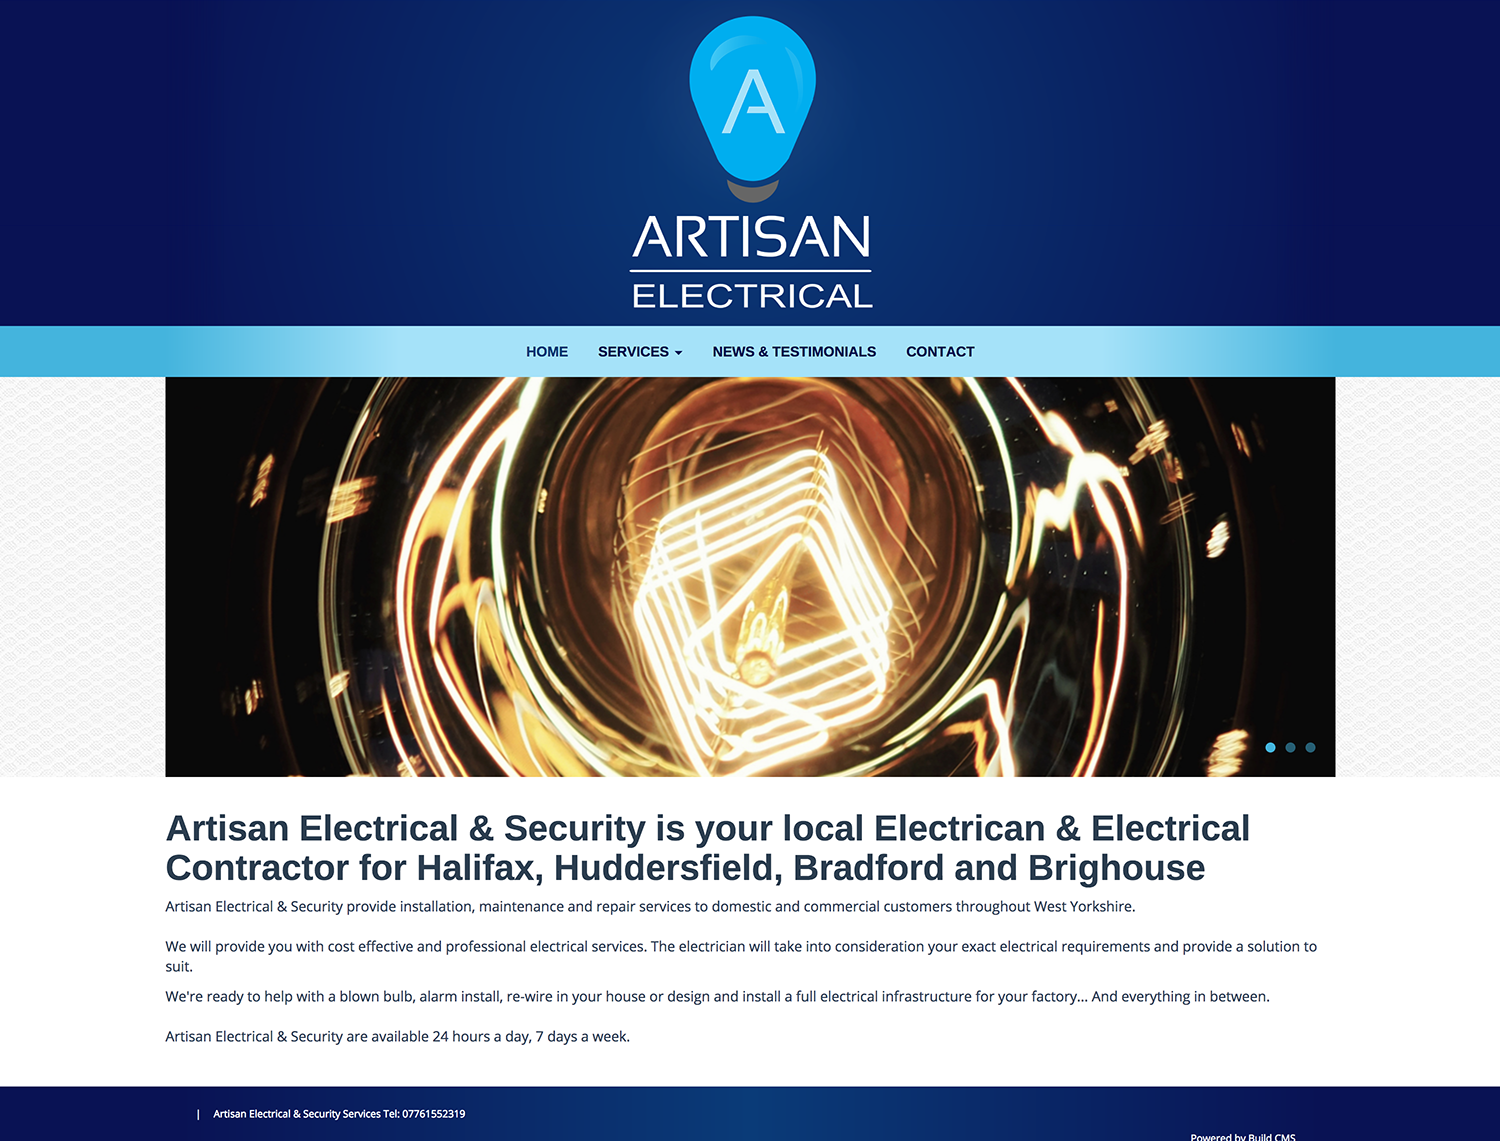 A
ARTISAN
ELECTRICAL
HOME SERVICES NEWS & TESTIMONIALS CONTACT
Artisan Electrical & Security is your local Electrican & Electrical
Contractor for Halifax, Huddersfield, Bradford and Brighouse
Artisan Electrical & Security provide installation, maintenance and repair services to domestic and commercial customers throughout West Yorkshire.
We will provide you with cost effective and professional electrical services. The electrician will take into consideration your exact electrical requirements and provide a solution to
suit.
We're ready to help with a blown bulb, alarm install, re-wire in your house or design and install a full electrical infrastructure for your factory... And everything in between.
Artisan Electrical & Security are available 24 hours a day, 7 days a week.
| Artisan Electrical & Security Services Tel: 07761552319
Powered by Build CMS